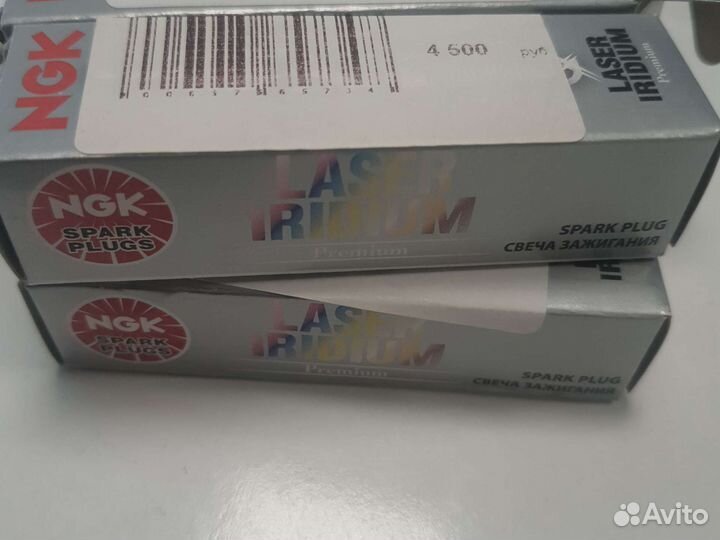 NGK
4 500 руб
LASER
IRIDIUM
Premium
NGK
SPARK
PLUGS
LASER
IRIDIUM
Premium
SPARK PLUG
СВЕЧА ЗАЖИГАНИЯ
NGK
SPARK
PLUGS
LASER
IRIDIUM
Premium
SPARK PLUG
СВЕЧА ЗАЖИГАНИЯ
Avito